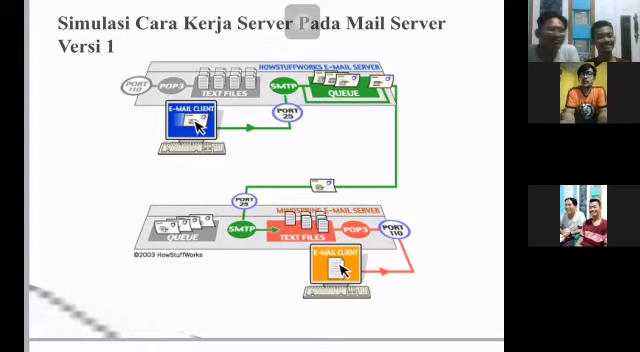 Simulasi Cara Kerja Server Pada Mail Server
Versi 1
HOWSTUFFWORKS E-MAIL SERVER
PORT 110
POP3
TEXT FILES
SMTP
QUEUE
E-MAIL CLIENT
PORT 25
PORT 25
MINDSPRING E-MAIL SERVER
QUEUE
SMTP
TEXT FILES
POP3
PORT 110
©2003 HowStuffWorks
E-MAIL CLIENT